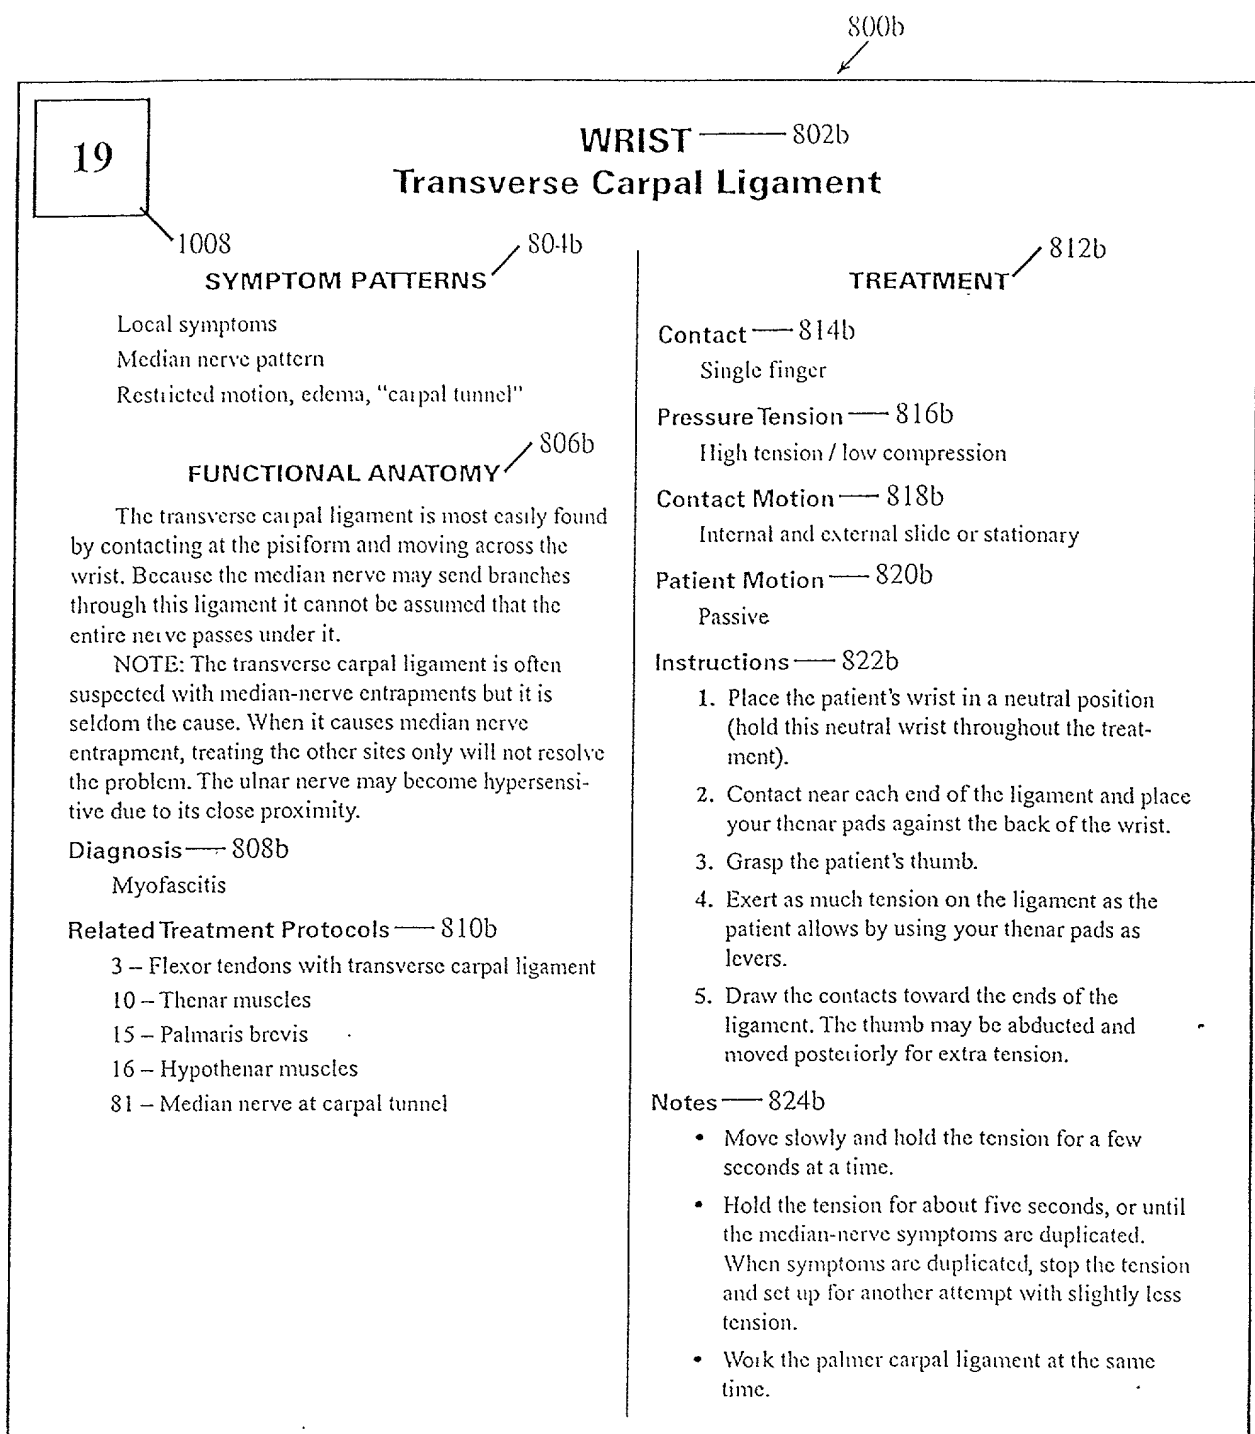 800b
19
WRIST 802b
Transverse Carpal Ligament
1008
804b
SYMPTOM PATTERNS
Local symptoms
Median nerve pattern
Restricted motion, edema, "carpal tunnel"
806b
FUNCTIONAL ANATOMY
The transverse carpal ligament is most easily found
by contacting at the pisiform and moving across the
wrist. Because the median nerve may send branches
through this ligament it cannot be assumed that the
entire nerve passes under it.
NOTE: The transverse carpal ligament is often
suspected with median-nerve entrapments but it is
seldom the cause. When it causes median nerve
entrapment, treating the other sites only will not resolve
the problem. The ulnar nerve may become hypersensi-
tive due to its close proximity.
Diagnosis 808b
Myofascitis
Related Treatment Protocols 810b
3 – Flexor tendons with transverse carpal ligament
10 – Thenar muscles
15 – Palmaris brevis
16 – Hypothenar muscles
81 – Median nerve at carpal tunnel
812b
TREATMENT
Contact 814b
Single finger
Pressure Tension 816b
High tension / low compression
Contact Motion 818b
Internal and external slide or stationary
Patient Motion 820b
Passive
Instructions 822b
1. Place the patient's wrist in a neutral position
(hold this neutral wrist throughout the treat-
ment).
2. Contact near each end of the ligament and place
your thenar pads against the back of the wrist.
3. Grasp the patient's thumb.
4. Exert as much tension on the ligament as the
patient allows by using your thenar pads as
levers.
5. Draw the contacts toward the ends of the
ligament. The thumb may be abducted and
moved posteriorly for extra tension.
Notes 824b
• Move slowly and hold the tension for a few
seconds at a time.
• Hold the tension for about five seconds, or until
the median-nerve symptoms are duplicated.
When symptoms are duplicated, stop the tension
and set up for another attempt with slightly less
tension.
• Work the palmer carpal ligament at the same
time.